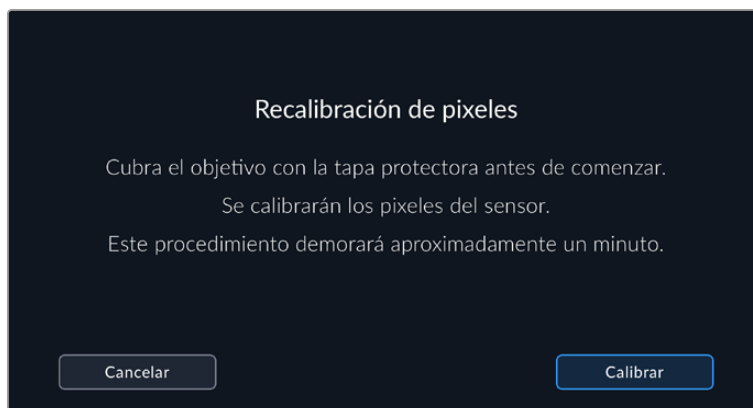 Recalibración de pixeles
Cubra el objetivo con la tapa protectora antes de comenzar.
Se calibrarán los pixeles del sensor.
Este procedimiento demorará aproximadamente un minuto.
Cancelar
Calibrar